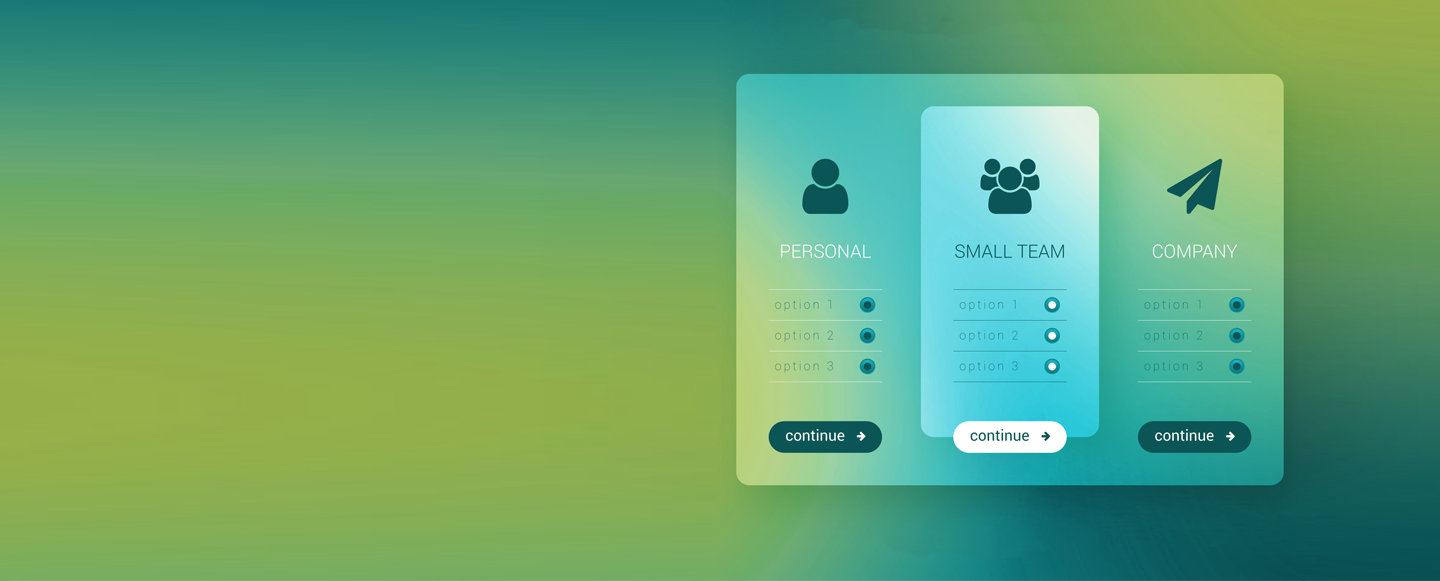 PERSONAL
option 1
option 2
option 3
continue
SMALL TEAM
option 1
option 2
option 3
continue
COMPANY
option 1
option 2
option 3
continue